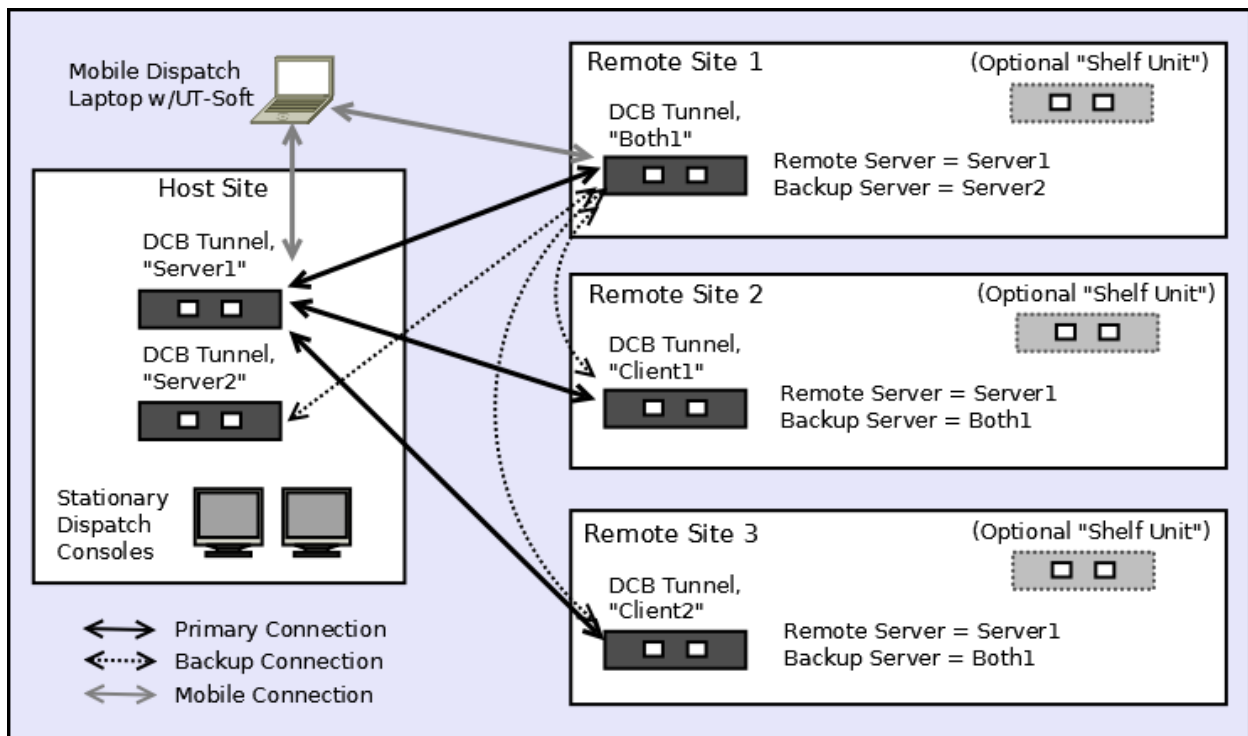 Mobile Dispatch
Laptop w/UT-Soft
Host Site
DCB Tunnel,
"Server1"
DCB Tunnel,
"Server2"
Stationary
Dispatch
Consoles
Primary Connection
Backup Connection
Mobile Connection
Remote Site 1
(Optional "Shelf Unit")
DCB Tunnel,
"Both1"
Remote Server = Server1
Backup Server = Server2
Remote Site 2
(Optional "Shelf Unit")
DCB Tunnel,
"Client1"
Remote Server = Server1
Backup Server = Both1
Remote Site 3
(Optional "Shelf Unit")
DCB Tunnel,
"Client2"
Remote Server = Server1
Backup Server = Both1